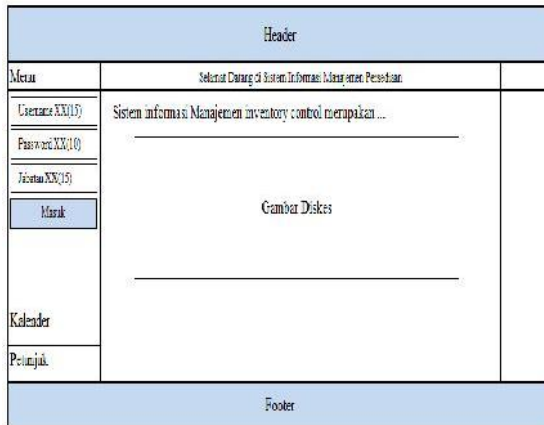 Header
Menu
Selamat Datang di Sistem Informasi Manajemen Persediaan
Username XX(15)
Sistem informasi Manajemen inventory control merupakan ...
Password XX(10)
Jabatan XX(15)
Masuk
Gambar Diskes
Kalender
Petunjuk
Footer